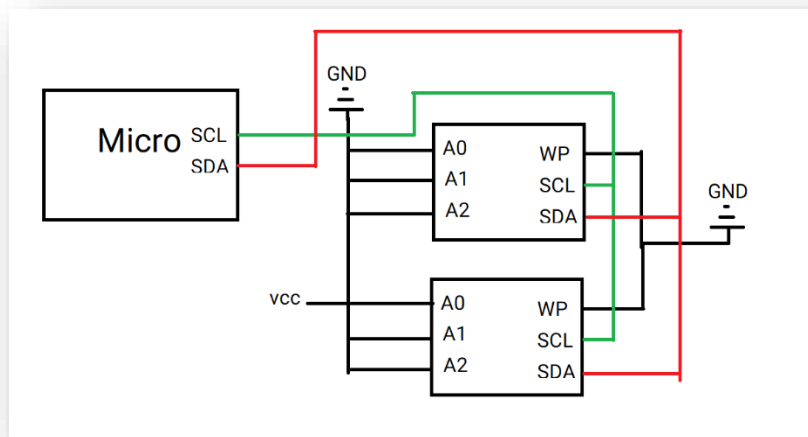 GND
Micro
SCL
SDA
A0
A1
A2
WP
SCL
SDA
GND
vcc
A0
A1
A2
WP
SCL
SDA